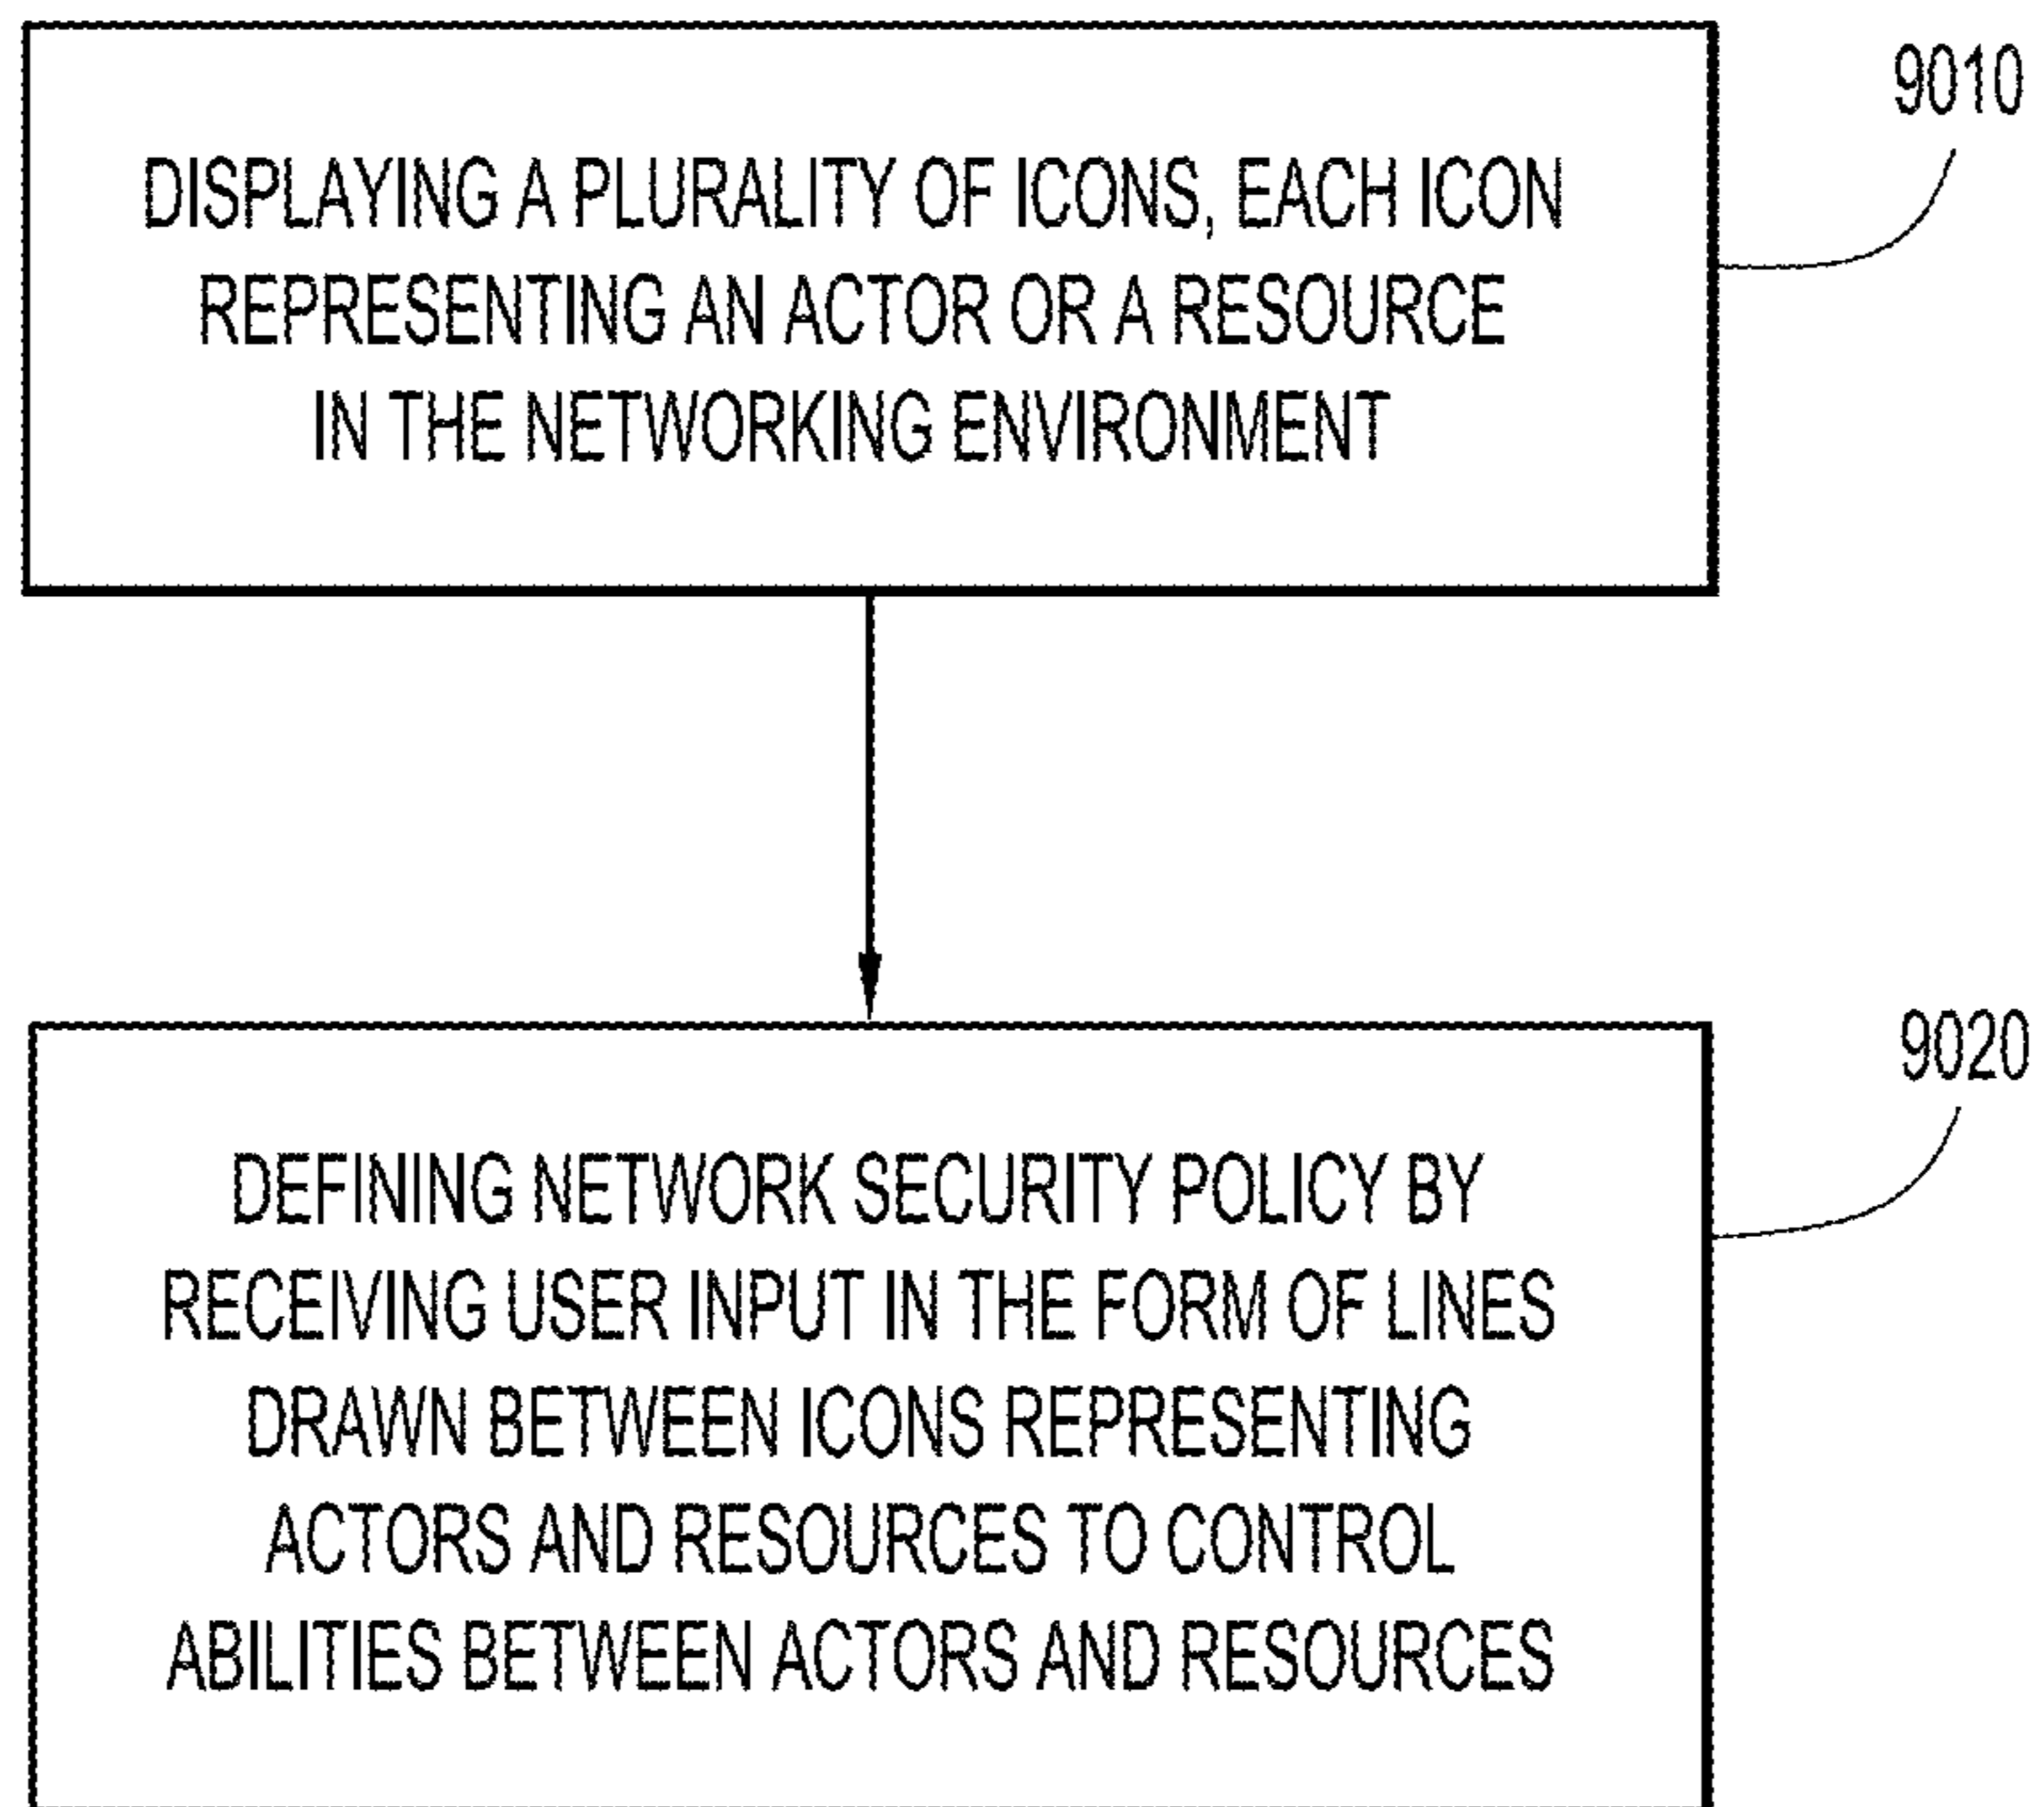 9010
DISPLAYING A PLURALITY OF ICONS, EACH ICON
REPRESENTING AN ACTOR OR A RESOURCE
IN THE NETWORKING ENVIRONMENT
9020
DEFINING NETWORK SECURITY POLICY BY
RECEIVING USER INPUT IN THE FORM OF LINES
DRAWN BETWEEN ICONS REPRESENTING
ACTORS AND RESOURCES TO CONTROL
ABILITIES BETWEEN ACTORS AND RESOURCES